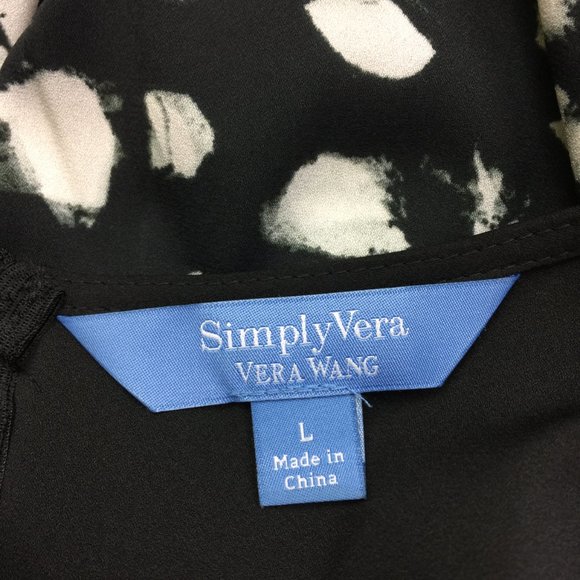 SimplyVera
VERA WANG
L
Made in
China